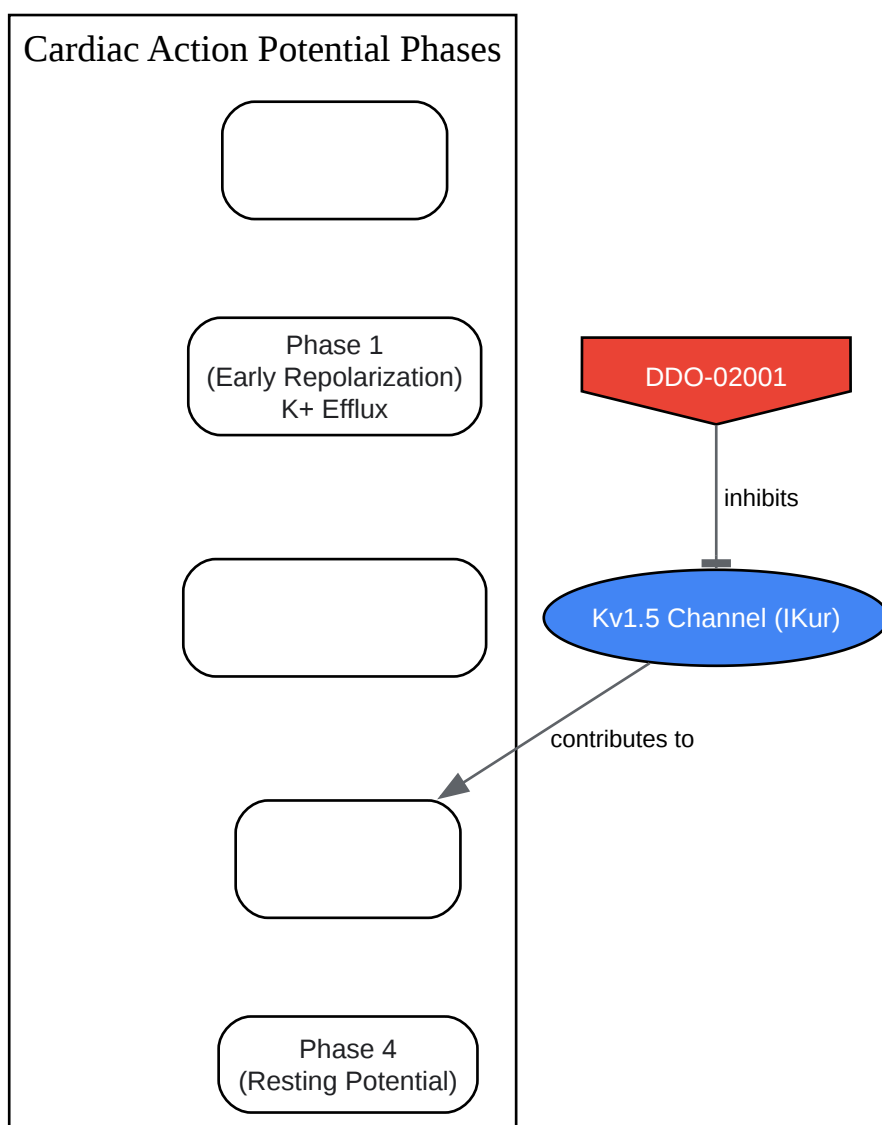 Cardiac Action Potential Phases
Phase 1
(Early Repolarization)
K+ Efflux
DDO-02001
inhibits
Kv1.5 Channel (IKur)
contributes to
Phase 4
(Resting Potential)